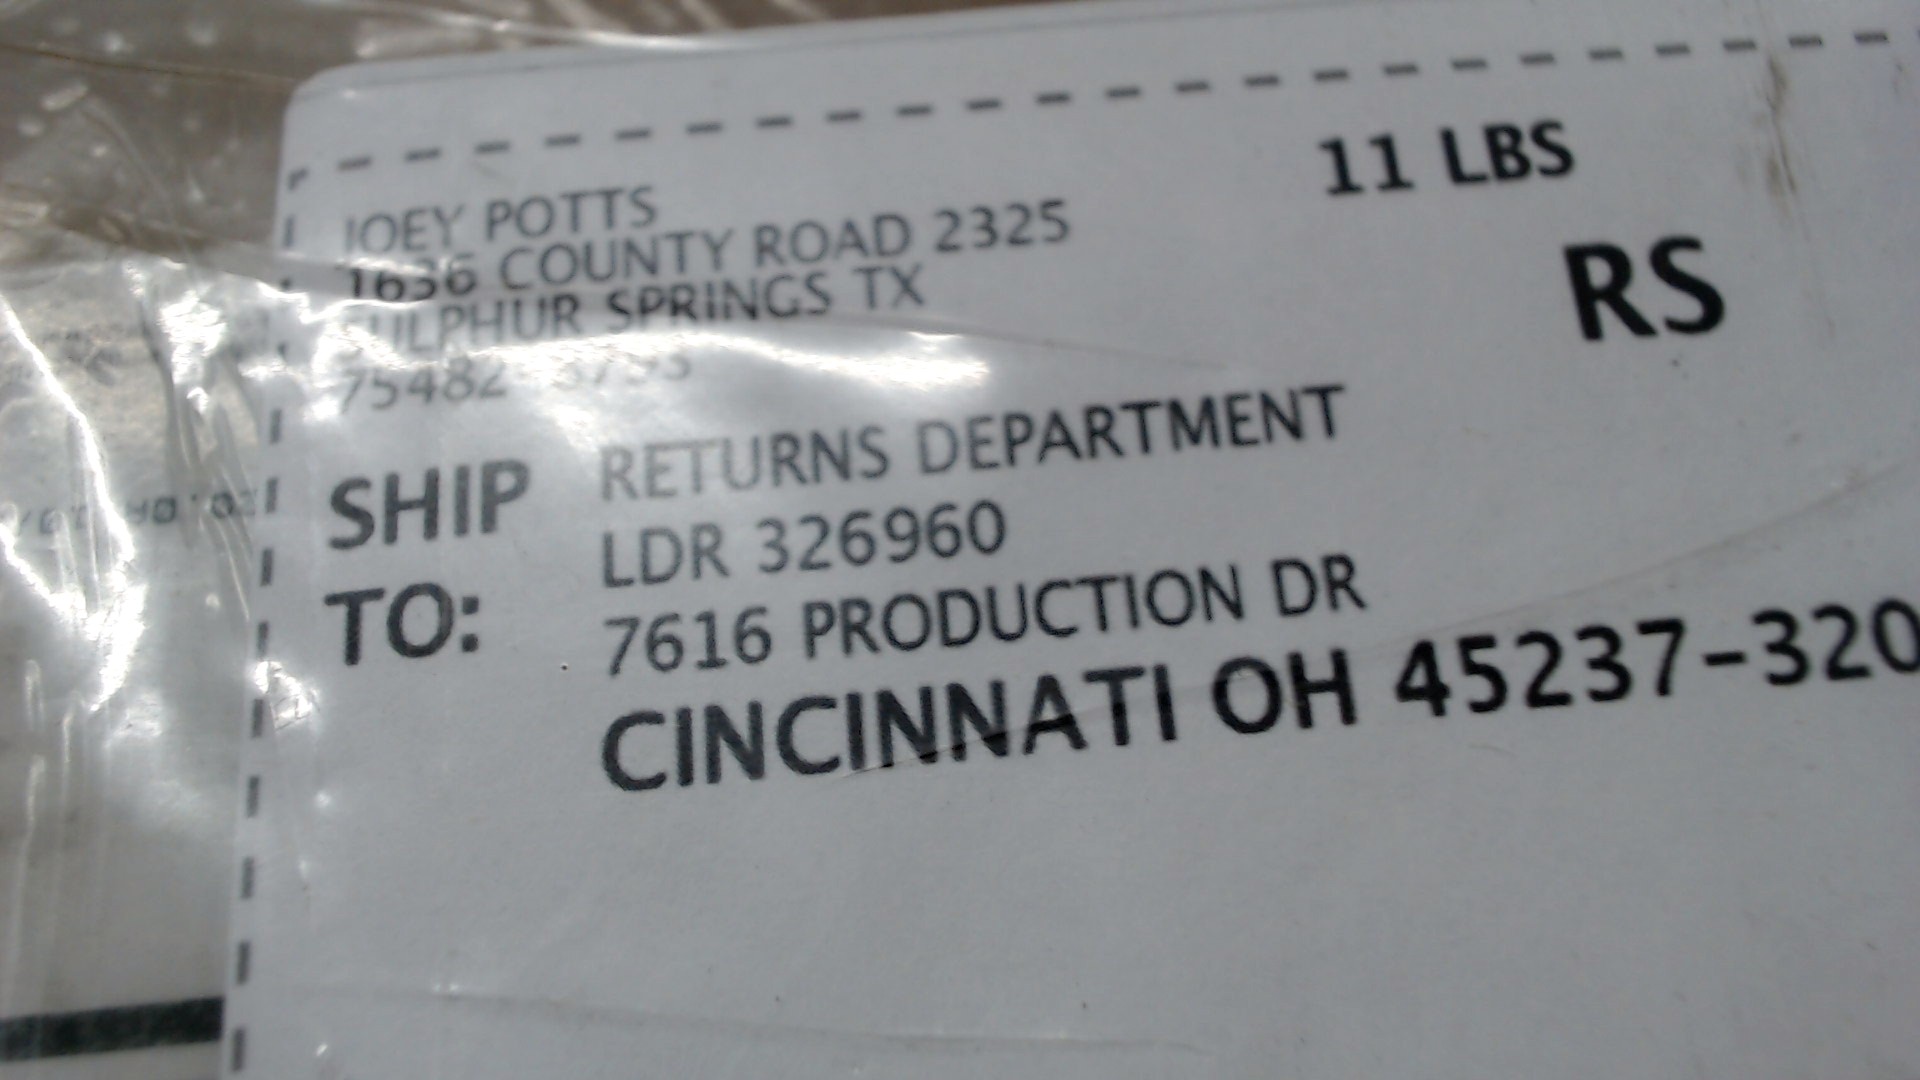 JOEY POTTS
11 LBS
1636 COUNTY ROAD 2325
SULPHUR SPRINGS TX
RS
75482
SHIP TO:
RETURNS DEPARTMENT
LDR 326960
7616 PRODUCTION DR
CINCINNATI OH 45237-320